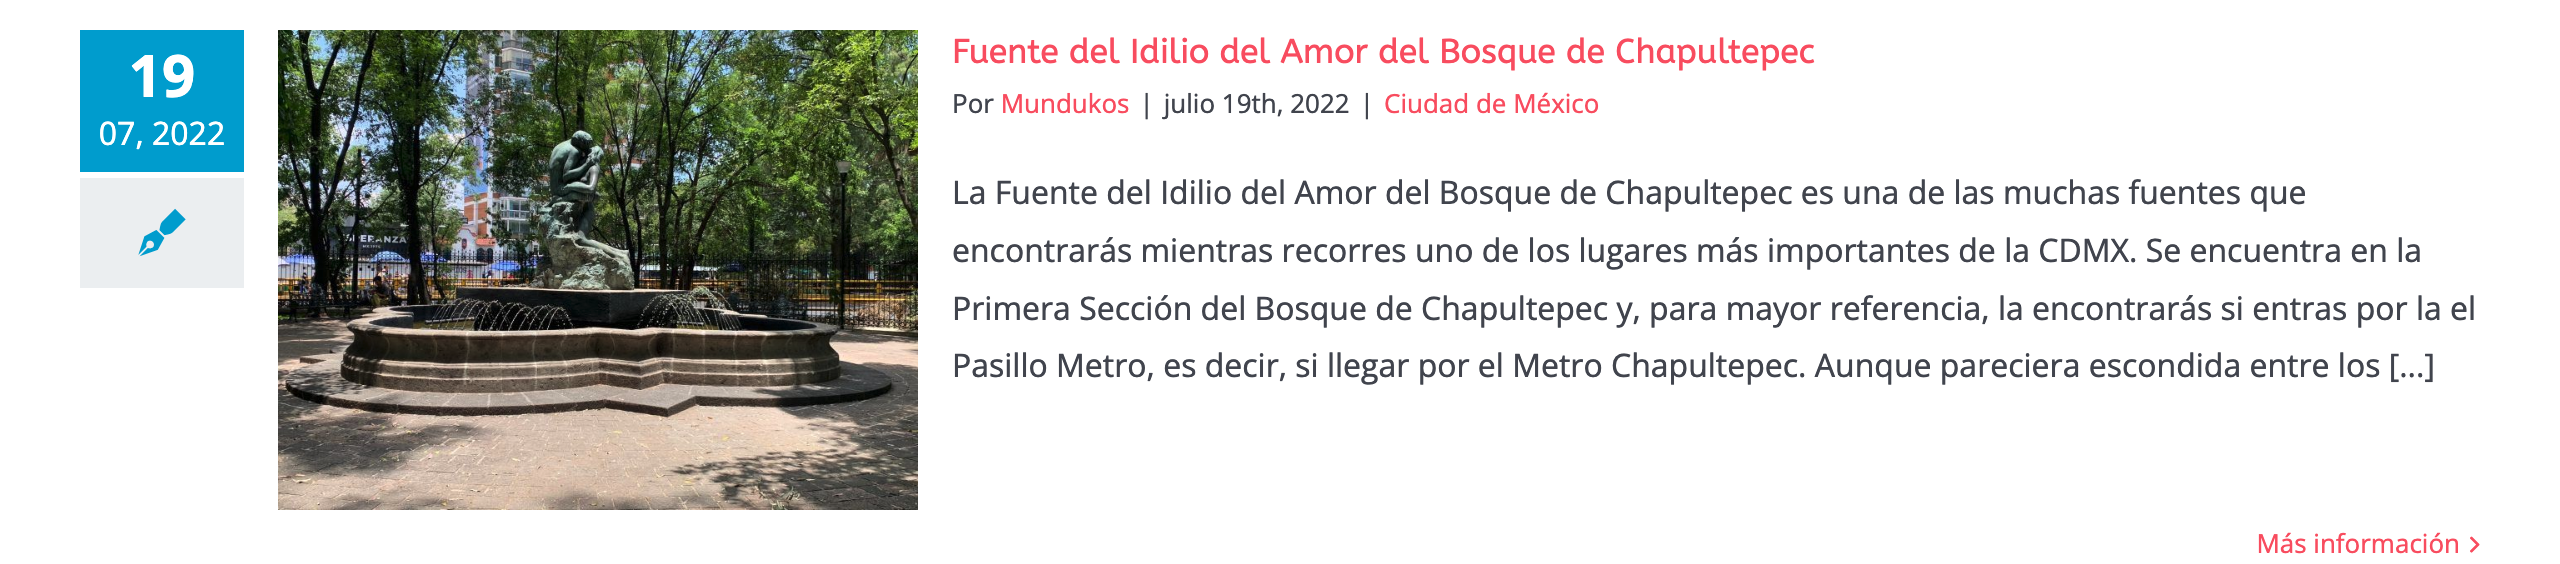 19
07, 2022
Fuente del Idilio del Amor del Bosque de Chapultepec
Por Mundukos | julio 19th, 2022 | Ciudad de México
La Fuente del Idilio del Amor del Bosque de Chapultepec es una de las muchas fuentes que
encontrarás mientras recorres uno de los lugares más importantes de la CDMX. Se encuentra en la
Primera Sección del Bosque de Chapultepec y, para mayor referencia, la encontrarás si entras por la el
Pasillo Metro, es decir, si llegar por el Metro Chapultepec. Aunque pareciera escondida entre los [...]
Más información >